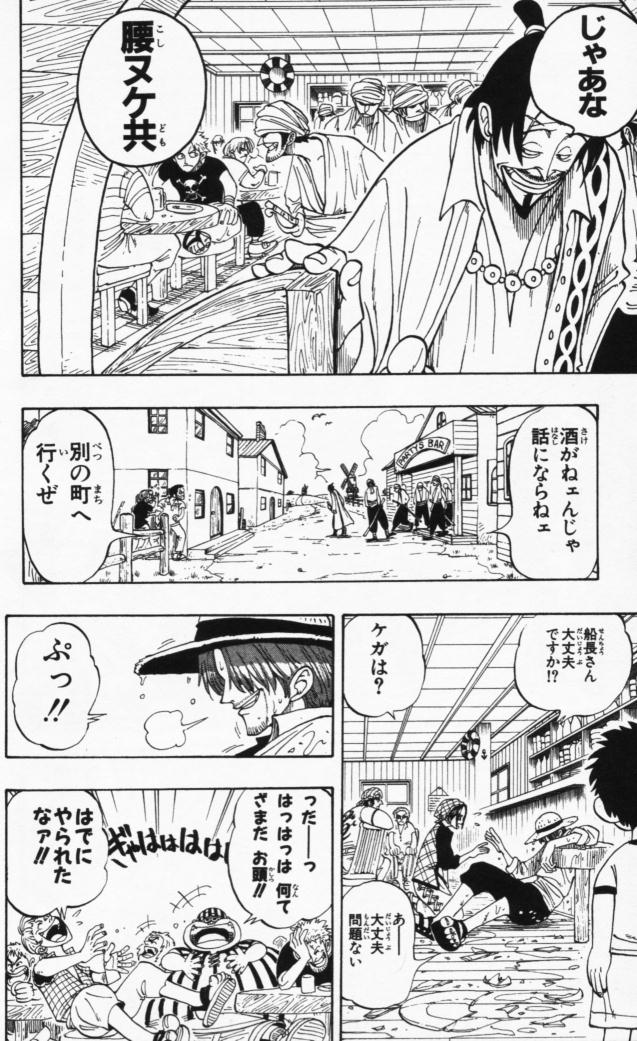 じゃあな
腰ヌケ共
酒がねェんじゃ
話にならねェ
PARTYS BAR
別の町へ
行くぜ
船長さん
大丈夫
ですか!?
ケガは？
あ――
大丈夫
問題ない
ぷっ!!
っだ――っ
はっはっは 何て
ざまだ お頭!!
ぎゃはははは
はでに
やられた
なァ!!